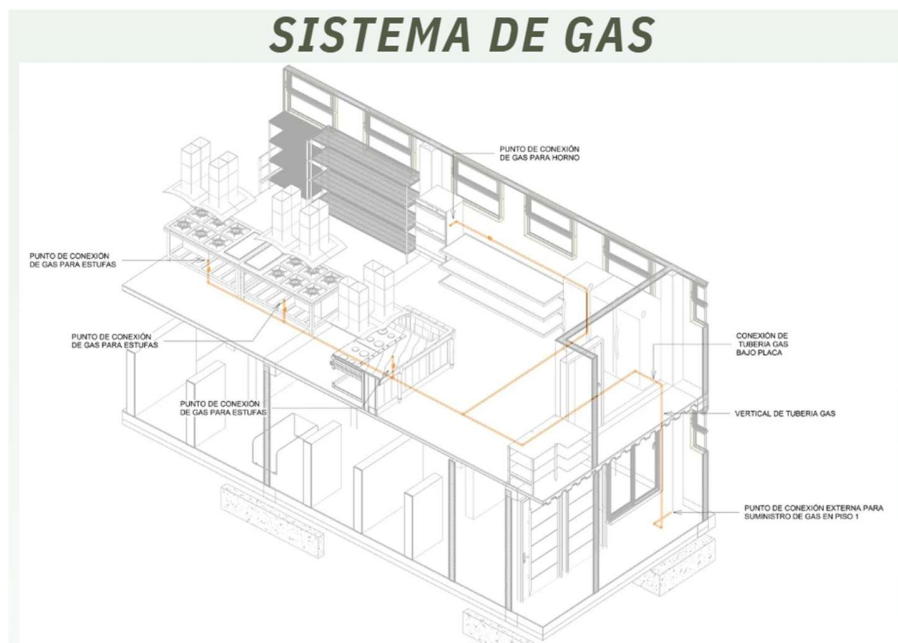 SISTEMA DE GAS
PUNTO DE CONEXIÓN
DE GAS PARA HORNO
PUNTO DE CONEXIÓN
DE GAS PARA ESTUFAS
PUNTO DE CONEXIÓN
DE GAS PARA ESTUFAS
PUNTO DE CONEXIÓN
DE GAS PARA ESTUFAS
CONEXIÓN DE
TUBERIA GAS
BAJO PLACA
VERTICAL DE TUBERIA GAS
PUNTO DE CONEXIÓN EXTERNA PARA
SUMINISTRO DE GAS EN PISO 1